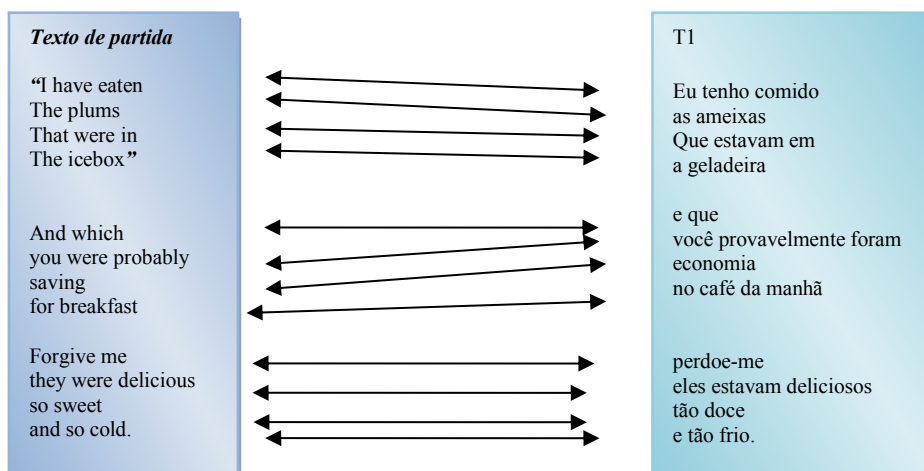 Texto de partida
“I have eaten
The plums
That were in
The icebox”
And which
you were probably
saving
for breakfast
Forgive me
they were delicious
so sweet
and so cold.
T1
Eu tenho comido
as ameixas
Que estavam em
a geladeira
e que
você provavelmente foram
economia
no café da manhã
perdoe-me
eles estavam deliciosos
tão doce
e tão frio.